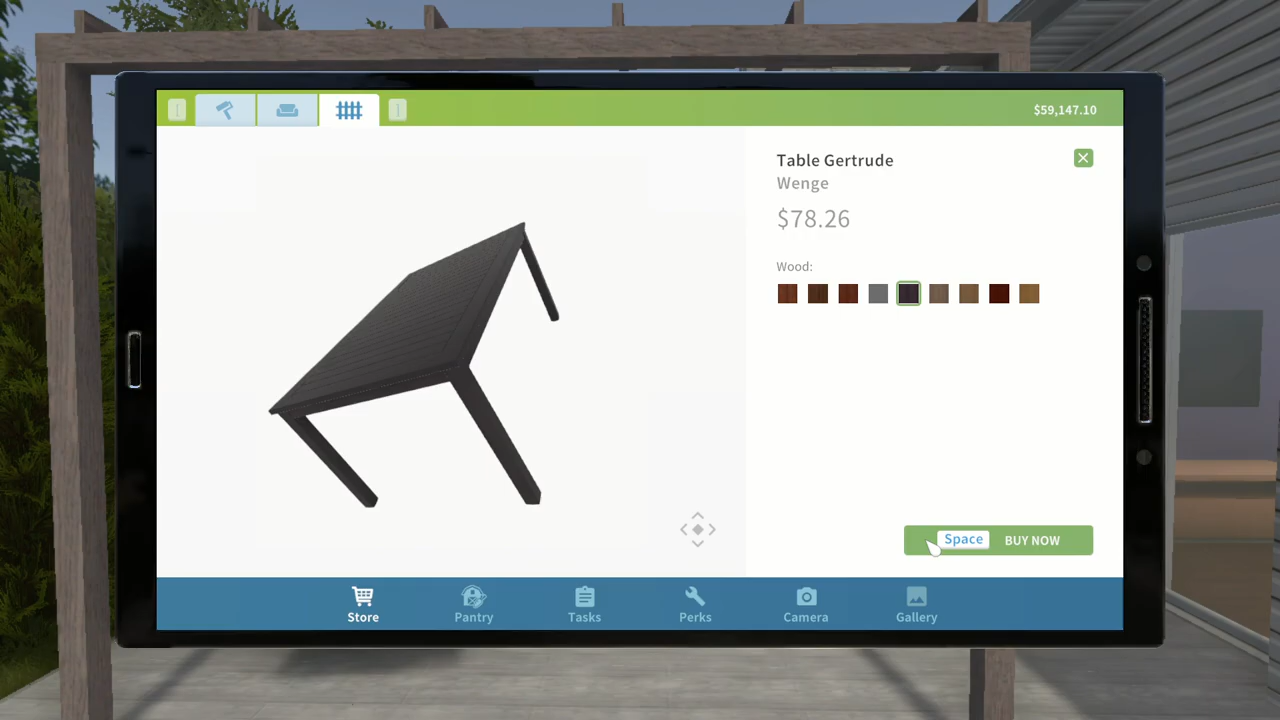 $59,147.10
Table Gertrude
Wenge
$78.26
Wood:
Space BUY NOW
Store Pantry Tasks Perks Camera Gallery